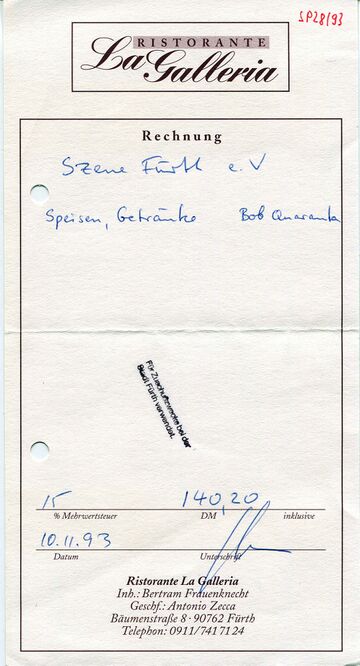 SP28/93
RISTORANTE
La Galleria
Rechnung
Szene Fürth e.V
Speisen, Getränke Bob Quaranta
Für Zuschußzwecke bei der
Stadt Fürth verwendet.
15 140,20
% Mehrwertsteuer DM inklusive
10.11.93
Datum Unterschrift
Ristorante La Galleria
Inh.: Bertram Frauenknecht
Geschf.: Antonio Zecca
Bäumenstraße 8 · 90762 Fürth
Telephon: 0911/7417124